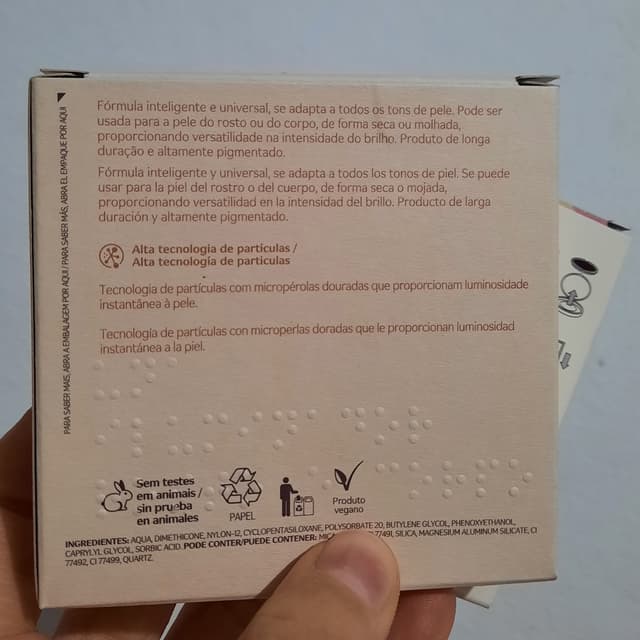 Fórmula inteligente e universal, se adapta a todos os tons de pele. Pode ser
usada para a pele do rosto ou do corpo, de forma seca ou molhada,
proporcionando versatilidade na intensidade do brilho. Produto de longa
duração e altamente pigmentado.
Fórmula inteligente y universal, se adapta a todos los tonos de piel. Se puede
usar para la piel del rostro o del cuerpo, de forma seca o mojada,
proporcionando versatilidad en la intensidad del brillo. Producto de larga
duración y altamente pigmentado.
Alta tecnologia de partículas /
Alta tecnologia de particulas
Tecnologia de partículas com micropérolas douradas que proporcionam luminosidade
instantânea à pele.
Tecnología de partículas con microperlas doradas que le proporcionan luminosidad
instantánea a la piel.
PARA SABER MAIS, ABRA A EMBALAGEM POR AQUI / PARA SABER MÁS, ABRA EL EMPAQUE POR AQUÍ
Sem testes
em animais /
sin prueba
en animales
PAPEL
Produto
vegano
INGREDIENTES: AQUA, DIMETHICONE, NYLON-12, CYCLOPENTASILOXANE, POLYSORBATE 20, BUTYLENE GLYCOL, PHENOXYETHANOL,
CAPRYLYL GLYCOL, SORBIC ACID. PODE CONTER/PUEDE CONTENER: 77491, SILICA, MAGNESIUM ALUMINUM SILICATE, CI
77492, CI 77499, QUARTZ.